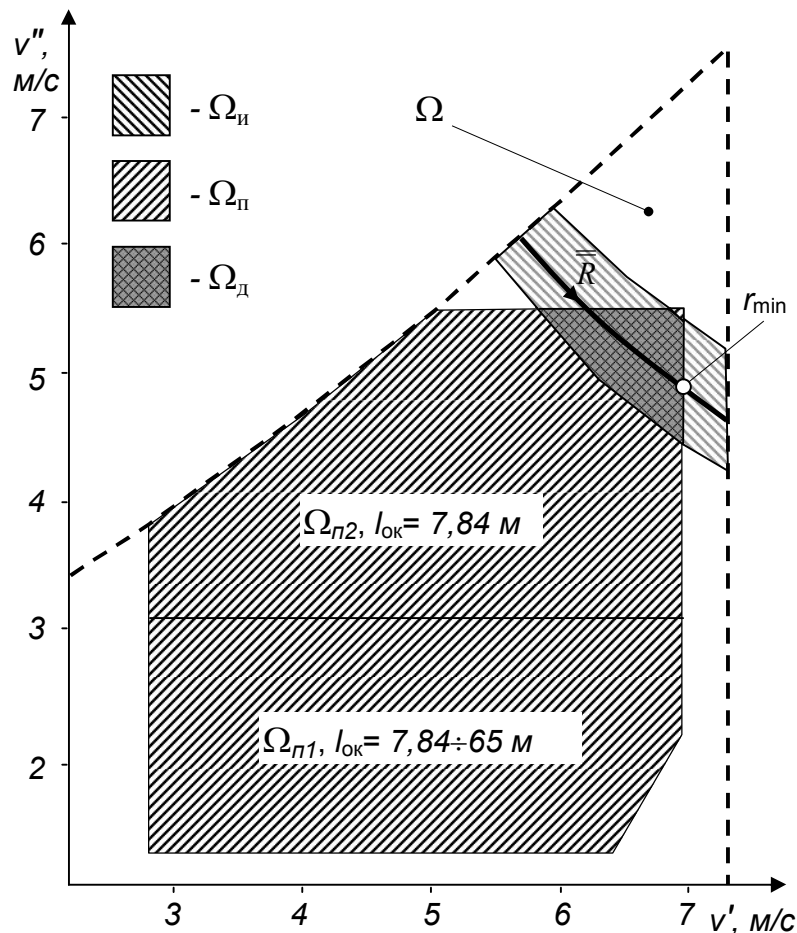 v",
м/с
7
6
5
4
3
2
- Ωи
- Ωп
- Ωд
Ω
R
rmin
Ωп2, lок= 7,84 м
Ωп1, lок= 7,84÷65 м
3 4 5 6 7
v', м/с